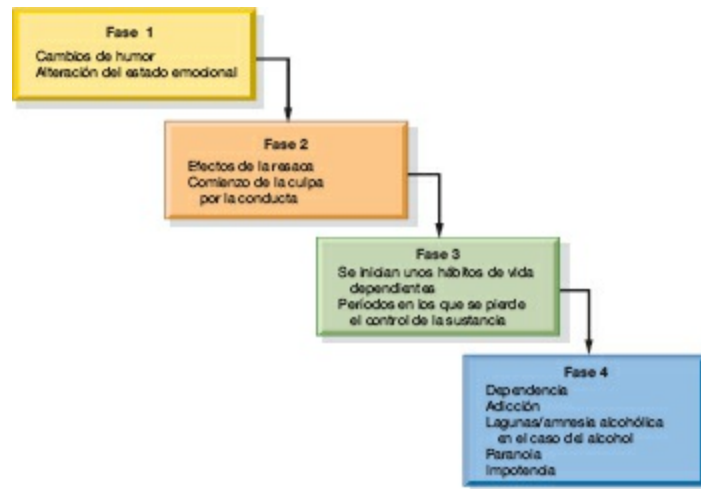 Fase 1
Cambios de humor
Alteración del estado emocional
Fase 2
Efectos de la resaca
Comienzo de la culpa
por la conducta
Fase 3
Se inician unos hábitos de vida
dependientes
Períodos en los que se pierde
el control de la sustancia
Fase 4
Dependencia
Adicción
Lagunas/amnesia alcohólica
en el caso del alcohol
Paranoia
Impotencia